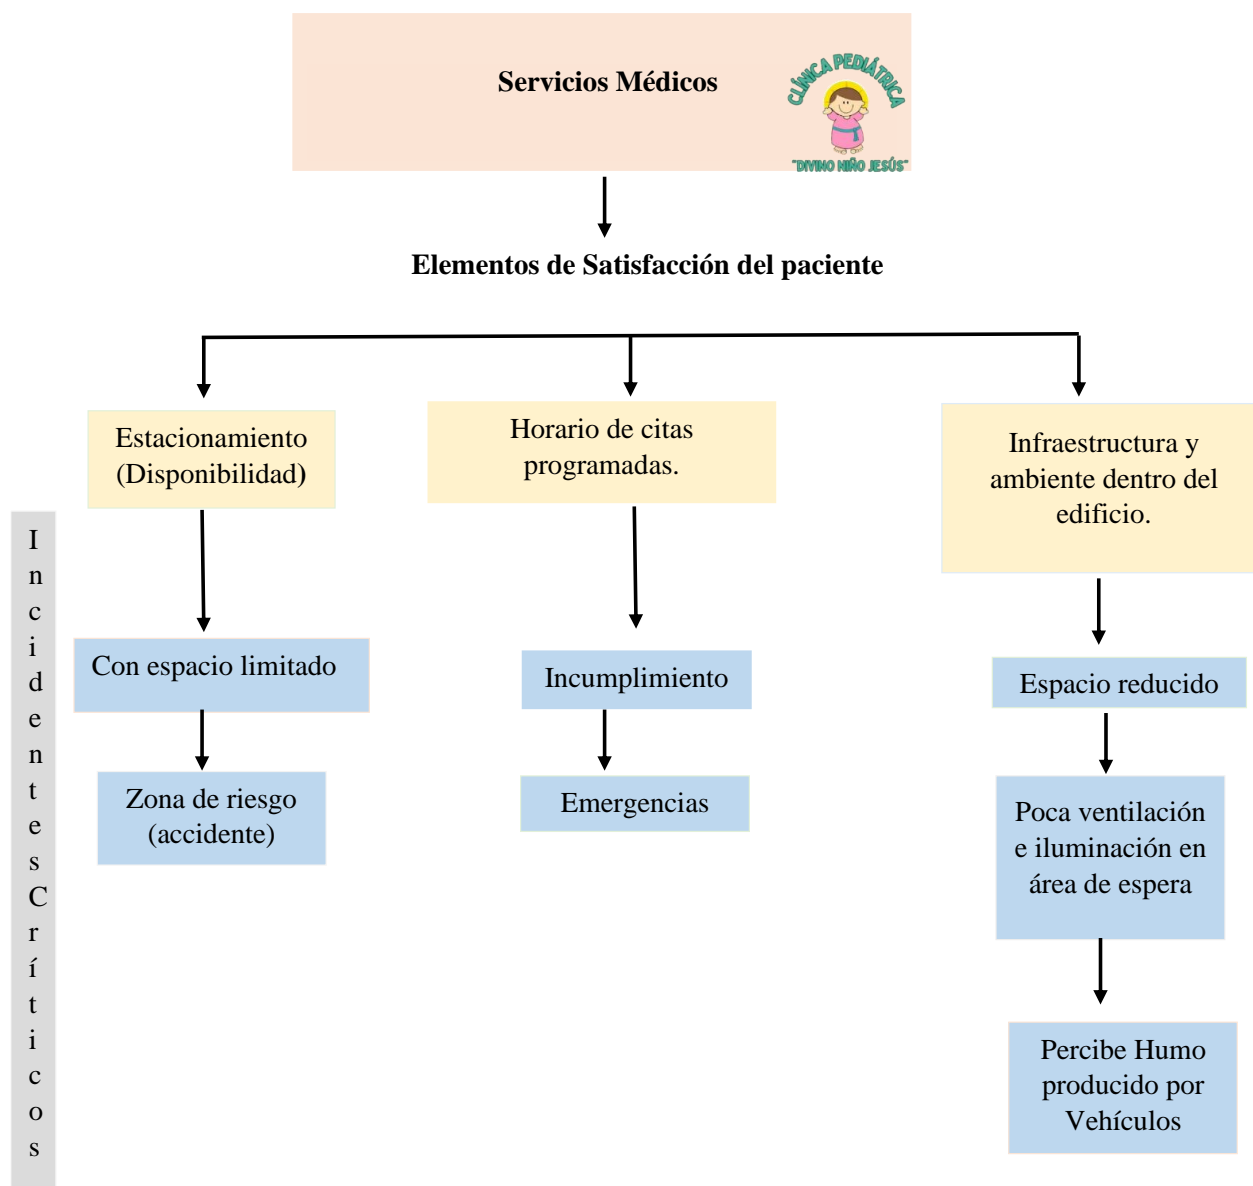 Servicios Médicos
CLÍNICA PEDIÁTRICA
"DIVINO NIÑO JESÚS"
Elementos de Satisfacción del paciente
Estacionamiento
(Disponibilidad)
Horario de citas
programadas.
Infraestructura y
ambiente dentro del
edificio.
I
n
c
i
d
e
n
t
e
s
C
r
í
t
i
c
o
s
Con espacio limitado
Incumplimiento
Espacio reducido
Zona de riesgo
(accidente)
Emergencias
Poca ventilación
e iluminación en
área de espera
Percibe Humo
producido por
Vehículos